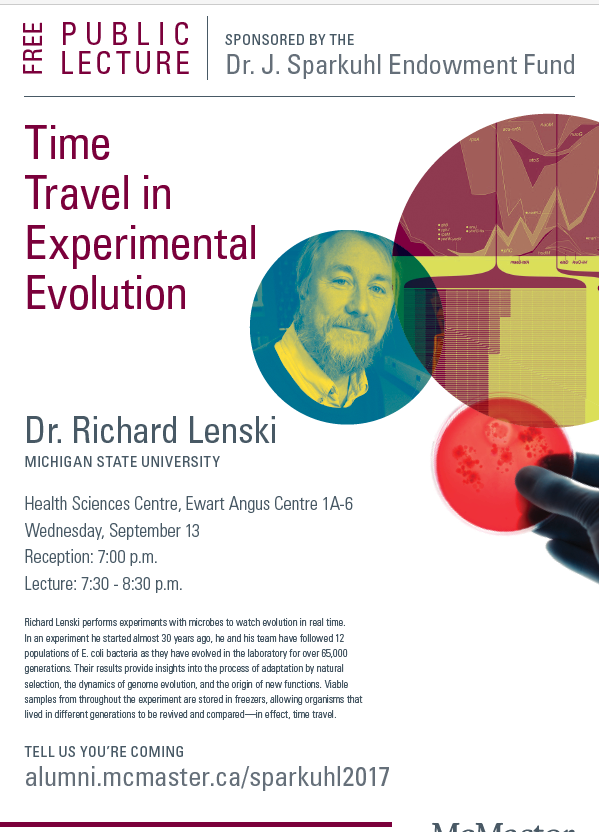 FREE
PUBLIC
LECTURE
SPONSORED BY THE
Dr. J. Sparkuhl Endowment Fund
Time
Travel in
Experimental
Evolution
Dr. Richard Lenski
MICHIGAN STATE UNIVERSITY
Health Sciences Centre, Ewart Angus Centre 1A-6
Wednesday, September 13
Reception: 7:00 p.m.
Lecture: 7:30 - 8:30 p.m.
Richard Lenski performs experiments with microbes to watch evolution in real time.
In an experiment he started almost 30 years ago, he and his team have followed 12
populations of E. coli bacteria as they have evolved in the laboratory for over 65,000
generations. Their results provide insights into the process of adaptation by natural
selection, the dynamics of genome evolution, and the origin of new functions. Viable
samples from throughout the experiment are stored in freezers, allowing organisms that
lived in different generations to be revived and compared—in effect, time travel.
TELL US YOU'RE COMING
alumni.mcmaster.ca/sparkuhl2017
McMaster